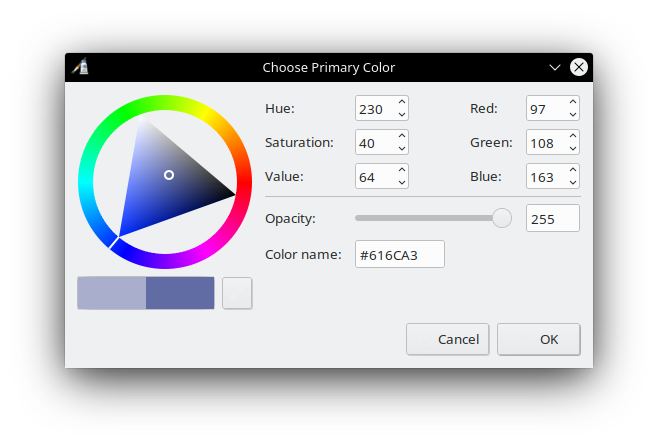 Choose Primary Color
Hue: 230 Red: 97
Saturation: 40 Green: 108
Value: 64 Blue: 163
Opacity: 255
Color name: #616CA3
Cancel OK